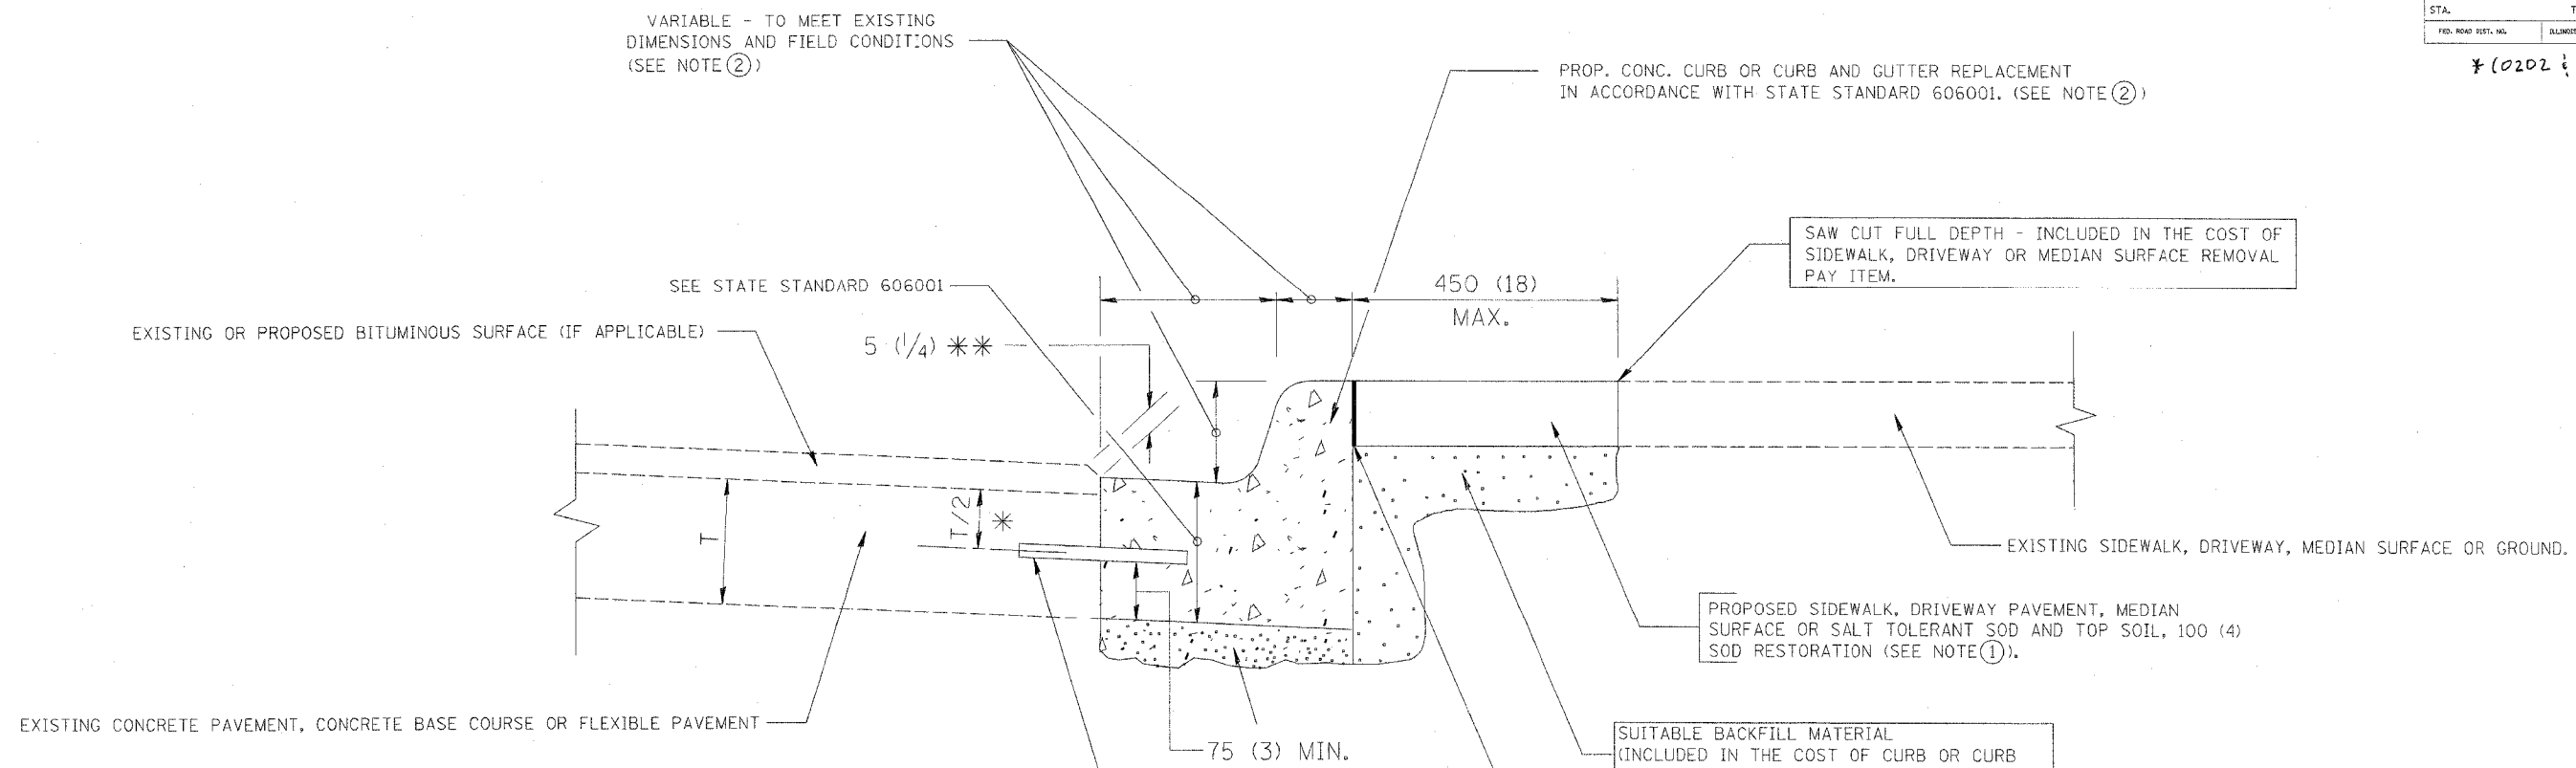 VARIABLE - TO MEET EXISTING
DIMENSIONS AND FIELD CONDITIONS
(SEE NOTE ②)
STA.
FED. ROAD DIST. NO.
* (0202 &
PROP. CONC. CURB OR CURB AND GUTTER REPLACEMENT
IN ACCORDANCE WITH STATE STANDARD 606001. (SEE NOTE ②)
SAW CUT FULL DEPTH - INCLUDED IN THE COST OF
SIDEWALK, DRIVEWAY OR MEDIAN SURFACE REMOVAL
PAY ITEM.
SEE STATE STANDARD 606001
450 (18)
MAX.
EXISTING OR PROPOSED BITUMINOUS SURFACE (IF APPLICABLE)
5 (1/4) **
T/2
*
T
EXISTING SIDEWALK, DRIVEWAY, MEDIAN SURFACE OR GROUND.
PROPOSED SIDEWALK, DRIVEWAY PAVEMENT, MEDIAN
SURFACE OR SALT TOLERANT SOD AND TOP SOIL, 100 (4)
SOD RESTORATION (SEE NOTE ①).
EXISTING CONCRETE PAVEMENT, CONCRETE BASE COURSE OR FLEXIBLE PAVEMENT
75 (3) MIN.
SUITABLE BACKFILL MATERIAL
(INCLUDED IN THE COST OF CURB OR CURB